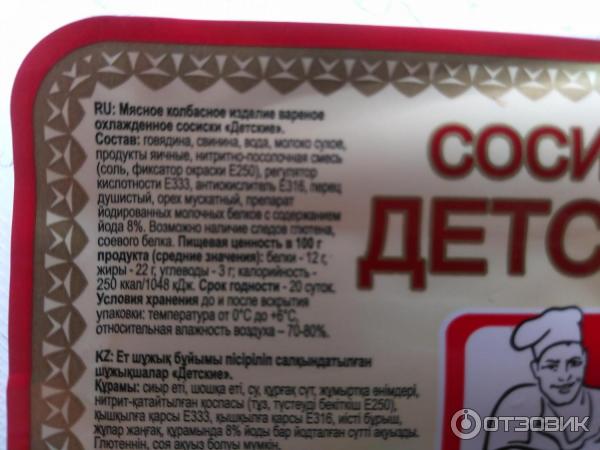 RU: Мясное колбасное изделие вареное
охлажденное сосиски «Детские».
Состав: говядина, свинина, вода, молоко сухое,
продукты яичные, нитритно-посолочная смесь
(соль, фиксатор окраски Е250), регулятор
кислотности Е333, антиокислитель Е316, перец
душистый, орех мускатный, препарат
йодированных молочных белков с содержанием
йода 8%. Возможно наличие следов глютена,
соевого белка. Пищевая ценность в 100 г
продукта (средние значения): белки - 12 г,
жиры - 22 г, углеводы - 3 г; калорийность -
250 ккал/1048 кДж. Срок годности - 20 суток.
Условия хранения до и после вскрытия
упаковки: температура от 0°С до +6°С,
относительная влажность воздуха – 70-80%.
KZ: Ет шұжық бұйымы пісірілін салқындатылған
шұжықшалар «Детские».
Құрамы: сиыр еті, шошқа еті, су, құрғақ сүт, жұмыртқа өнімдері,
нитрит-қатайтылған қоспасы (тұз, түстеуді бекіткіш Е250),
қышқылға қарсы Е333, қышқылға қарсы Е316, иісті бұрыш,
жұпар жаңғақ, құрамында 8% йоды бар йодталған сүтті ақуызды.
Глютеннін, соя ақуыз болуы мүмкін.
СОСИ
ДЕТС
ОТЗОВИК